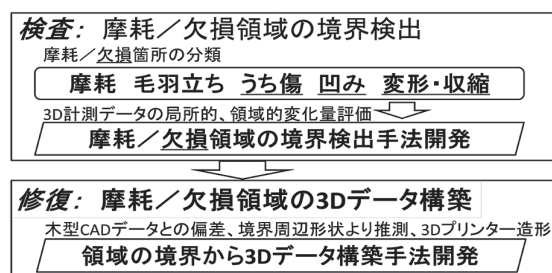 検査: 摩耗／欠損領域の境界検出
摩耗／欠損箇所の分類
摩耗 毛羽立ち うち傷 凹み 変形・収縮
3D計測データの局所的、領域的変化量評価
摩耗／欠損領域の境界検出手法開発
修復: 摩耗／欠損領域の3Dデータ構築
木型CADデータとの偏差、境界周辺形状より推測、3Dプリンター造形
領域の境界から3Dデータ構築手法開発